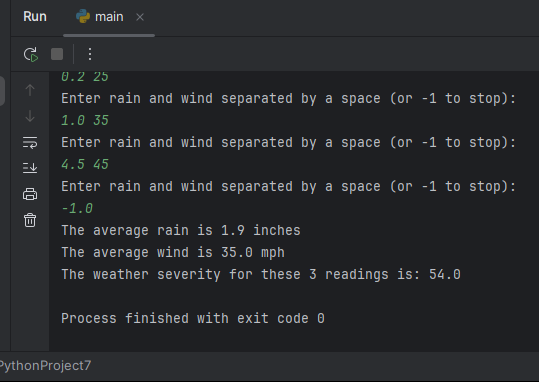 Run
main
0.2 25
Enter rain and wind separated by a space (or -1 to stop):
1.0 35
Enter rain and wind separated by a space (or -1 to stop):
4.5 45
Enter rain and wind separated by a space (or -1 to stop):
-1.0
The average rain is 1.9 inches
The average wind is 35.0 mph
The weather severity for these 3 readings is: 54.0
Process finished with exit code 0
PythonProject7